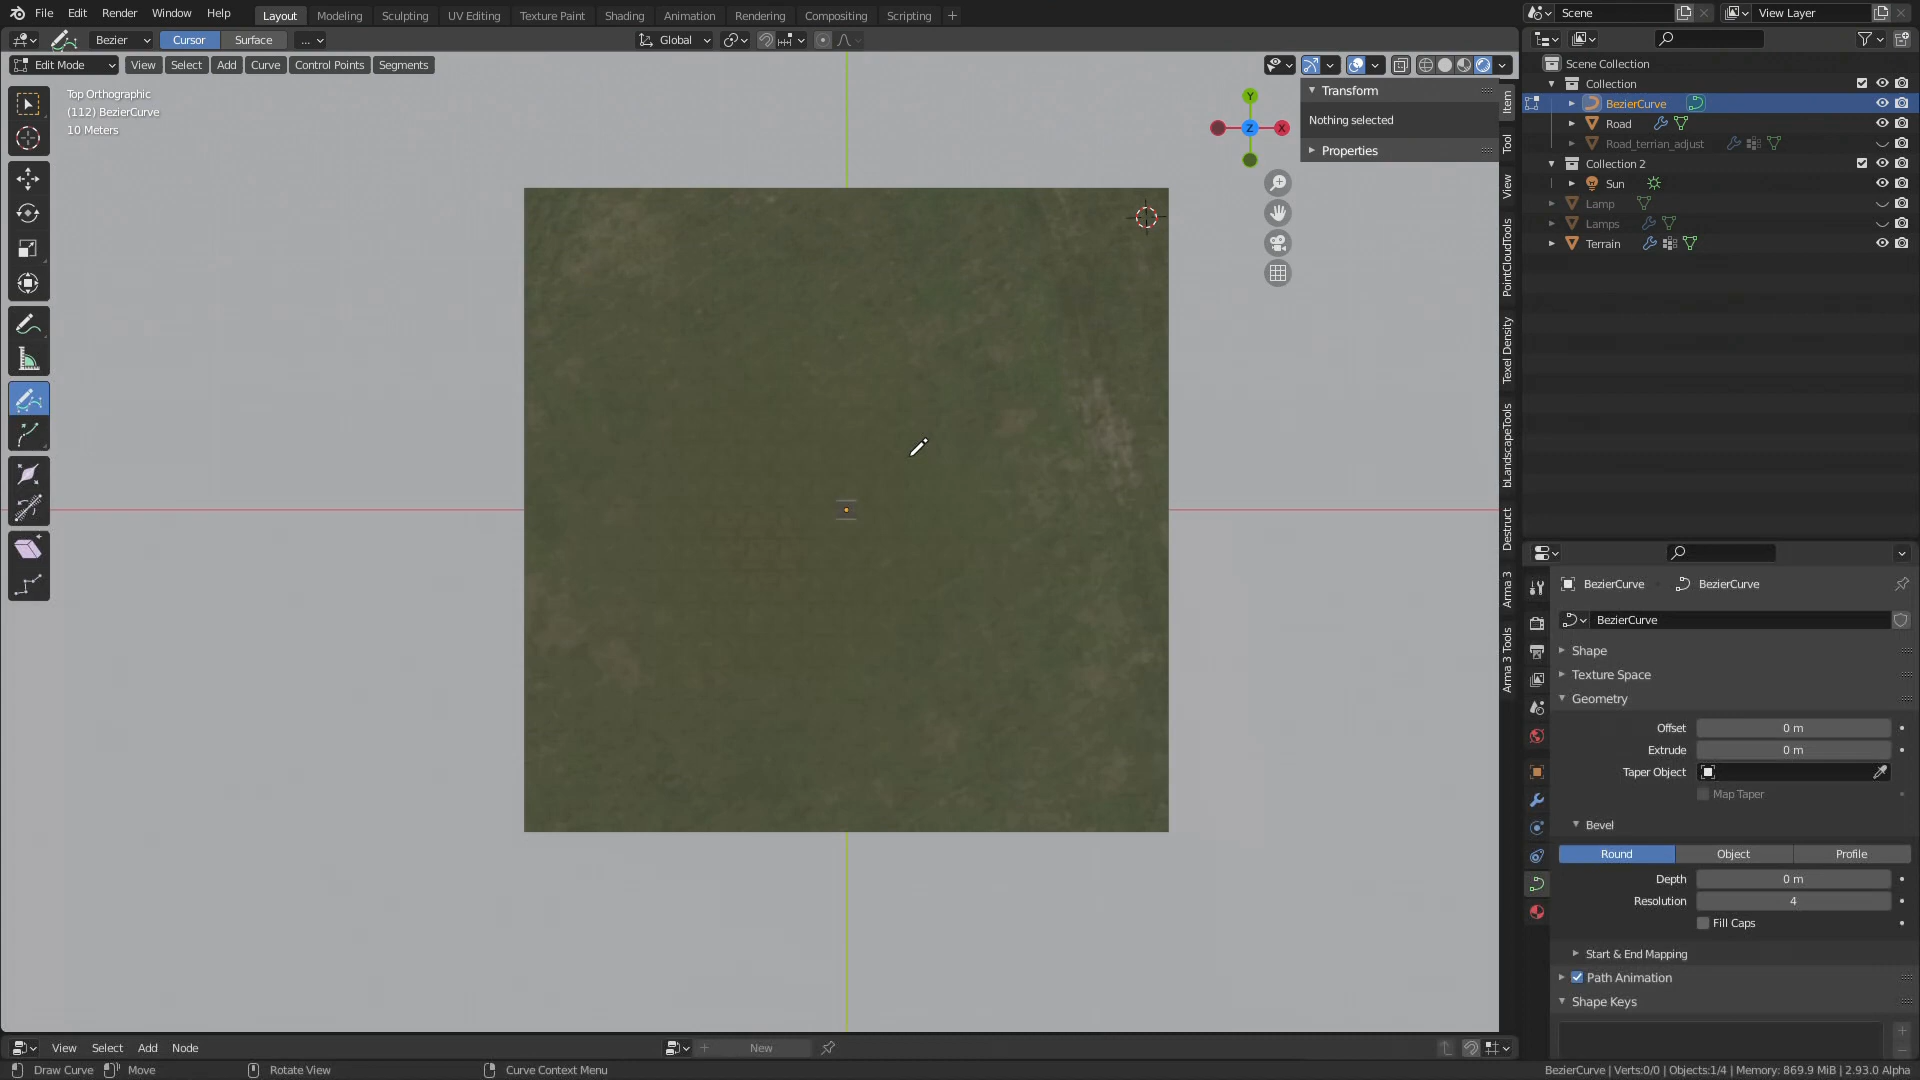 File Edit Render Window Help Layout Modeling Sculpting UV Editing Texture Paint Shading Animation Rendering Compositing Scripting Scene View Layer
Bezier Cursor Surface ... Global
Edit Mode View Select Add Curve Control Points Segments
Top Orthographic
(112) BezierCurve
10 Meters
Y
Z
X
Transform
Nothing selected
Properties
Item
Tool
View
PointCloudTools
Texel Density
bLandscapeTools
Destruct
Arma 3
Arma 3 Tools
Scene Collection
Collection
BezierCurve
Road
Road_terrian_adjust
Collection 2
Sun
Lamp
Lamps
Terrain
BezierCurve BezierCurve
BezierCurve
Shape
Texture Space
Geometry
Offset 0 m
Extrude 0 m
Taper Object
Map Taper
Bevel
Round Object Profile
Depth 0 m
Resolution 4
Fill Caps
Start & End Mapping
Path Animation
Shape Keys
View Select Add Node New
Draw Curve Move Rotate View Curve Context Menu BezierCurve | Verts:0/0 | Objects:1/4 | Memory: 869.9 MiB | 2.93.0 Alpha